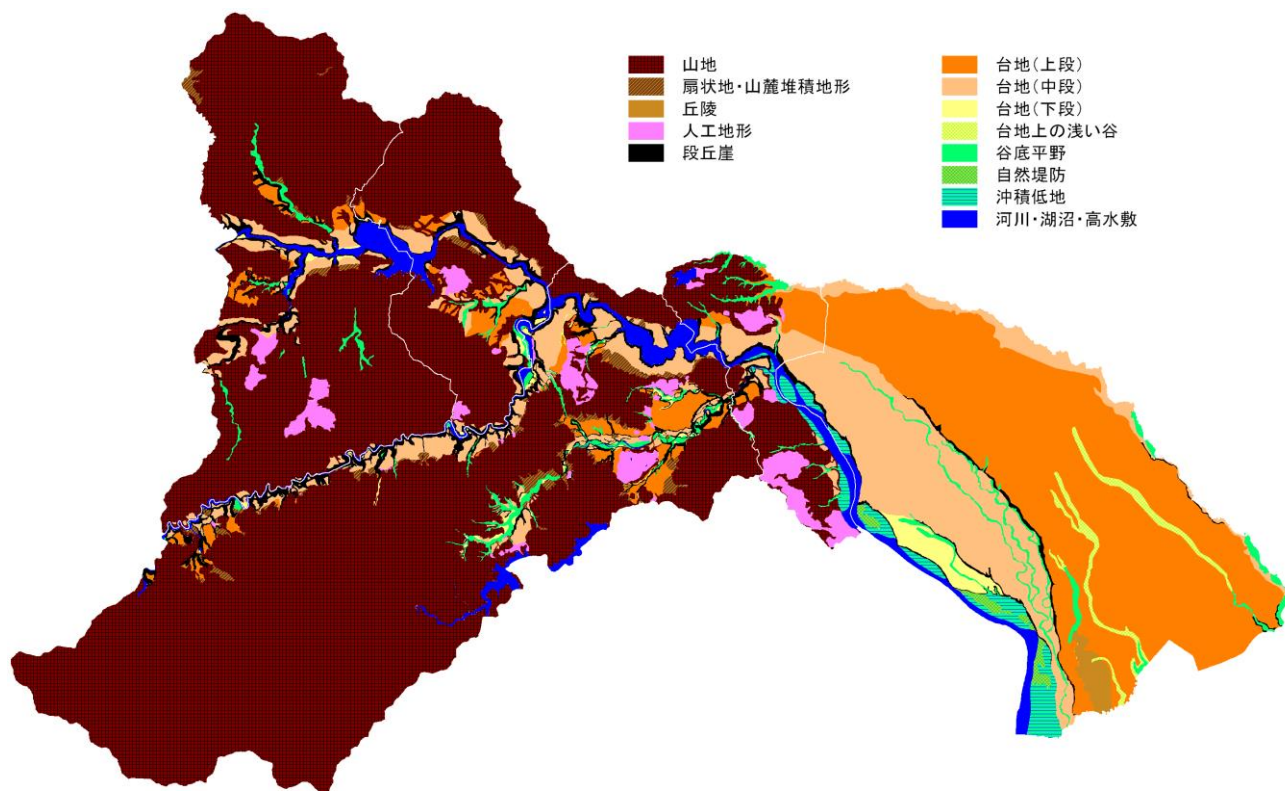 山地
扇状地・山麓堆積地形
丘陵
人工地形
段丘崖
台地(上段)
台地(中段)
台地(下段)
台地上の浅い谷
谷底平野
自然堤防
沖積低地
河川・湖沼・高水敷